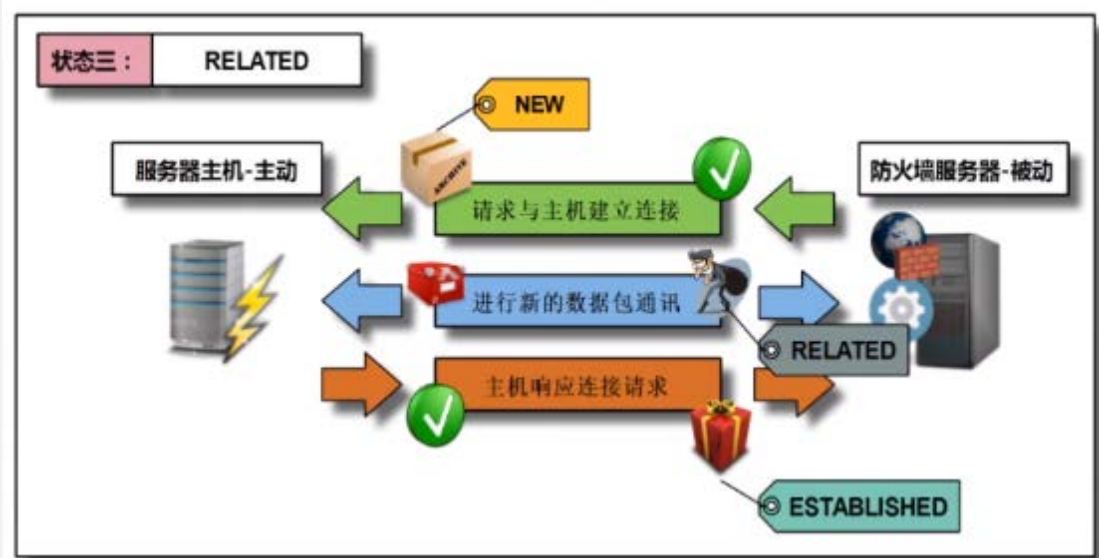 状态三：
RELATED
NEW
服务器主机-主动
防火墙服务器-被动
ARCHIVE
请求与主机建立连接
进行新的数据包通讯
RELATED
主机响应连接请求
ESTABLISHED